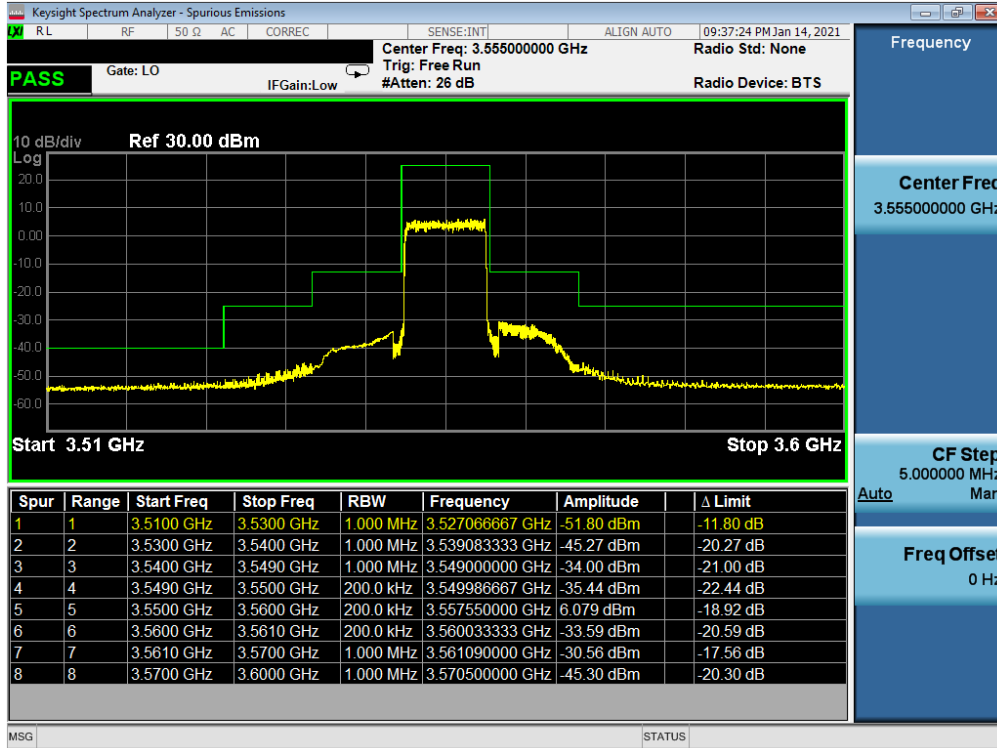 Keysight Spectrum Analyzer - Spurious Emissions
LXI RL RF 50 Ω AC CORREC SENSE:INT ALIGN AUTO 09:37:24 PM Jan 14, 2021
Center Freq: 3.555000000 GHz Radio Std: None
Trig: Free Run
PASS Gate: LO IFGain:Low #Atten: 26 dB Radio Device: BTS
Frequency
10 dB/div Ref 30.00 dBm
Log
20.0
10.0
0.00
-10.0
-20.0
-30.0
-40.0
-50.0
-60.0
Start 3.51 GHz Stop 3.6 GHz
Center Freq
3.555000000 GHz
CF Step
5.000000 MHz
Auto Man
Freq Offset
0 Hz
Spur Range Start Freq Stop Freq RBW Frequency Amplitude Δ Limit
1 1 3.5100 GHz 3.5300 GHz 1.000 MHz 3.527066667 GHz -51.80 dBm -11.80 dB
2 2 3.5300 GHz 3.5400 GHz 1.000 MHz 3.539083333 GHz -45.27 dBm -20.27 dB
3 3 3.5400 GHz 3.5490 GHz 1.000 MHz 3.549000000 GHz -34.00 dBm -21.00 dB
4 4 3.5490 GHz 3.5500 GHz 200.0 kHz 3.549986667 GHz -35.44 dBm -22.44 dB
5 5 3.5500 GHz 3.5600 GHz 200.0 kHz 3.557550000 GHz 6.079 dBm -18.92 dB
6 6 3.5600 GHz 3.5610 GHz 200.0 kHz 3.560033333 GHz -33.59 dBm -20.59 dB
7 7 3.5610 GHz 3.5700 GHz 1.000 MHz 3.561090000 GHz -30.56 dBm -17.56 dB
8 8 3.5700 GHz 3.6000 GHz 1.000 MHz 3.570500000 GHz -45.30 dBm -20.30 dB
MSG STATUS